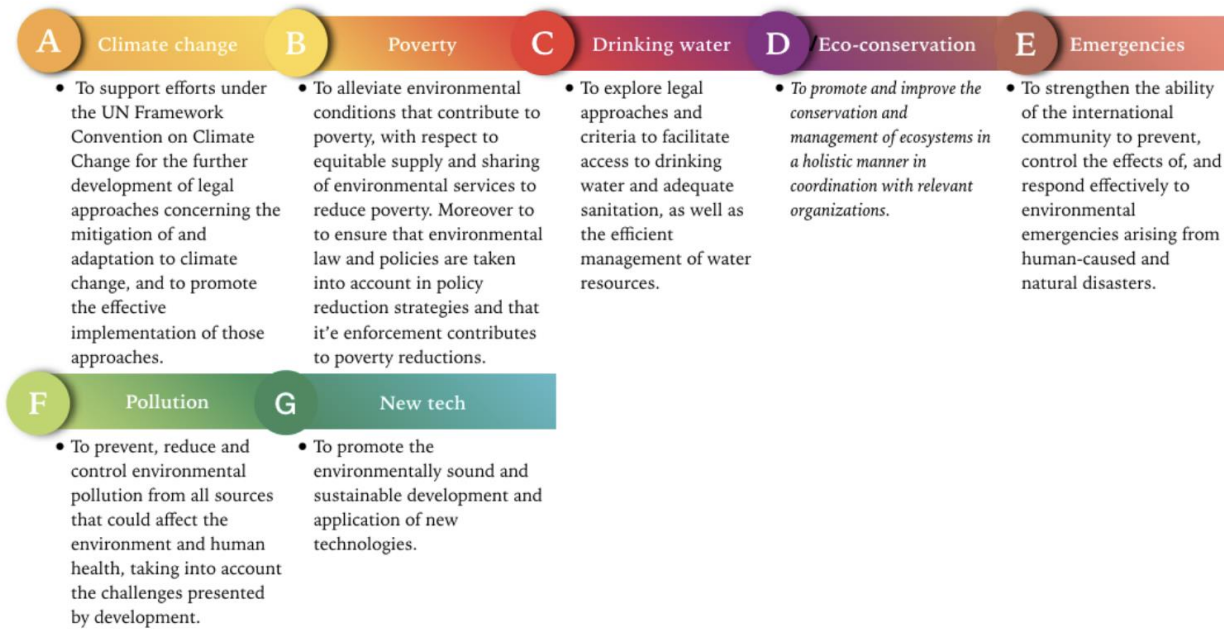 A Climate change
• To support efforts under
the UN Framework
Convention on Climate
Change for the further
development of legal
approaches concerning the
mitigation of and
adaptation to climate
change, and to promote
the effective
implementation of those
approaches.
B Poverty
• To alleviate environmental
conditions that contribute to
poverty, with respect to
equitable supply and sharing
of environmental services to
reduce poverty. Moreover to
to ensure that environmental
law and policies are taken
into account in policy
reduction strategies and that
it'e enforcement contributes
to poverty reductions.
C Drinking water
• To explore legal
approaches and
criteria to facilitate
access to drinking
water and adequate
sanitation, as well as
the efficient
management of water
resources.
D /Eco-conservation
• To promote and improve the
conservation and
management of ecosystems in
a holistic manner in
coordination with relevant
organizations.
E Emergencies
• To strengthen the ability
of the international
community to prevent,
control the effects of, and
respond effectively to
environmental
emergencies arising from
human-caused and
natural disasters.
F Pollution
• To prevent, reduce and
control environmental
pollution from all sources
that could affect the
environment and human
health, taking into account
the challenges presented
by development.
G New tech
• To promote the
environmentally sound and
sustainable development and
application of new
technologies.